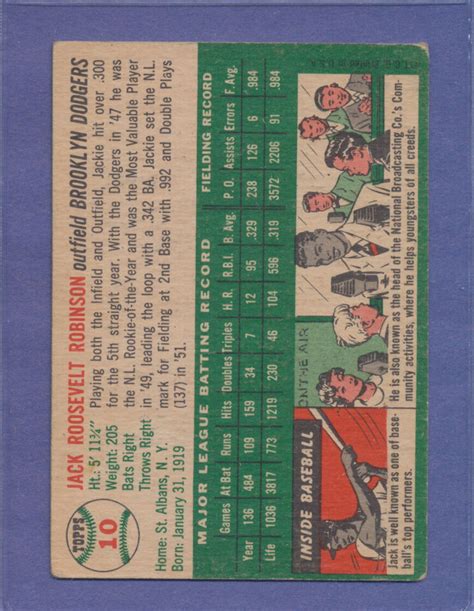 TOPPS
10
JACK ROOSEVELT ROBINSON outfield BROOKLYN DODGERS
Ht.: 5' 11¾"
Weight: 205
Bats Right
Throws Right
Home: St. Albans, N. Y.
Born: January 31, 1919
Playing both the Infield and Outfield, Jackie hit over .300
for the 5th straight year. With the Dodgers in '47 he was
the N.L. Rookie-of-the-Year and was the Most Valuable Player
in '49, leading the loop with a .342 BA. Jackie set the N.L.
mark for Fielding at 2nd Base with .992 and Double Plays
(137) in '51.
MAJOR LEAGUE BATTING RECORD FIELDING RECORD
Games At Bat Runs Hits Doubles Triples H. R. R.B.I. B. Avg. P. O. Assists Errors F. Avg.
Year 136 484 109 159 34 7 12 95 .329 238 126 6 .984
Life 1036 3817 773 1219 230 46 104 596 .319 3652 2206 91 .984
INSIDE BASEBALL
ON THE AIR
Jack is well known as one of base-
ball's top performers.
He is also known as the head of the National Broadcasting Co.'s Com-
munity activities, where he helps youngsters of all creeds.